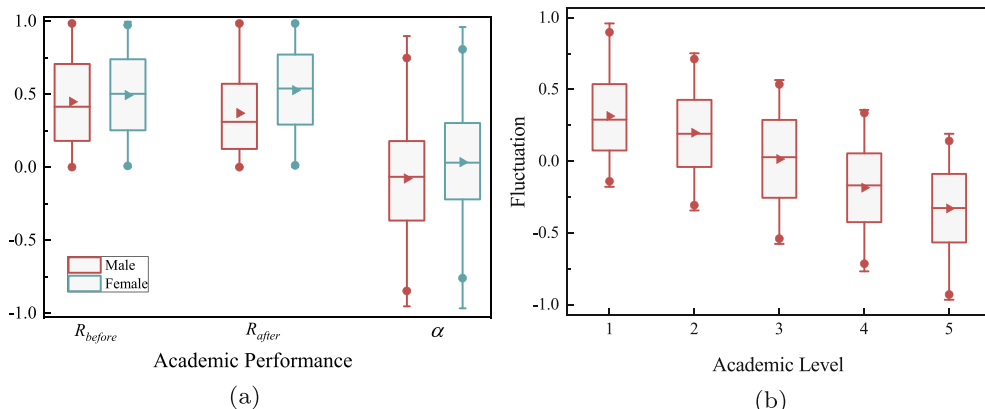 1.0
0.5
0.0
-0.5
-1.0
Male
Female
R_before
R_after
α
Academic Performance
(a)
1.0
0.5
0.0
-0.5
-1.0
Fluctuation
1 2 3 4 5
Academic Level
(b)